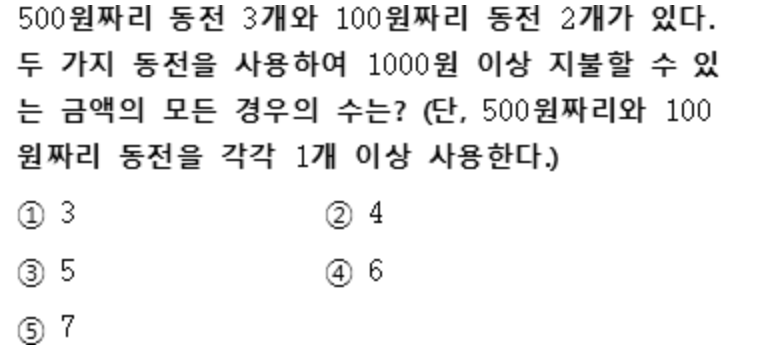 500원짜리 동전 3개와 100원짜리 동전 2개가 있다.
두 가지 동전을 사용하여 1000원 이상 지불할 수 있
는 금액의 모든 경우의 수는? (단, 500원짜리와 100
원짜리 동전을 각각 1개 이상 사용한다.)
① 3 ② 4
③ 5 ④ 6
⑤ 7